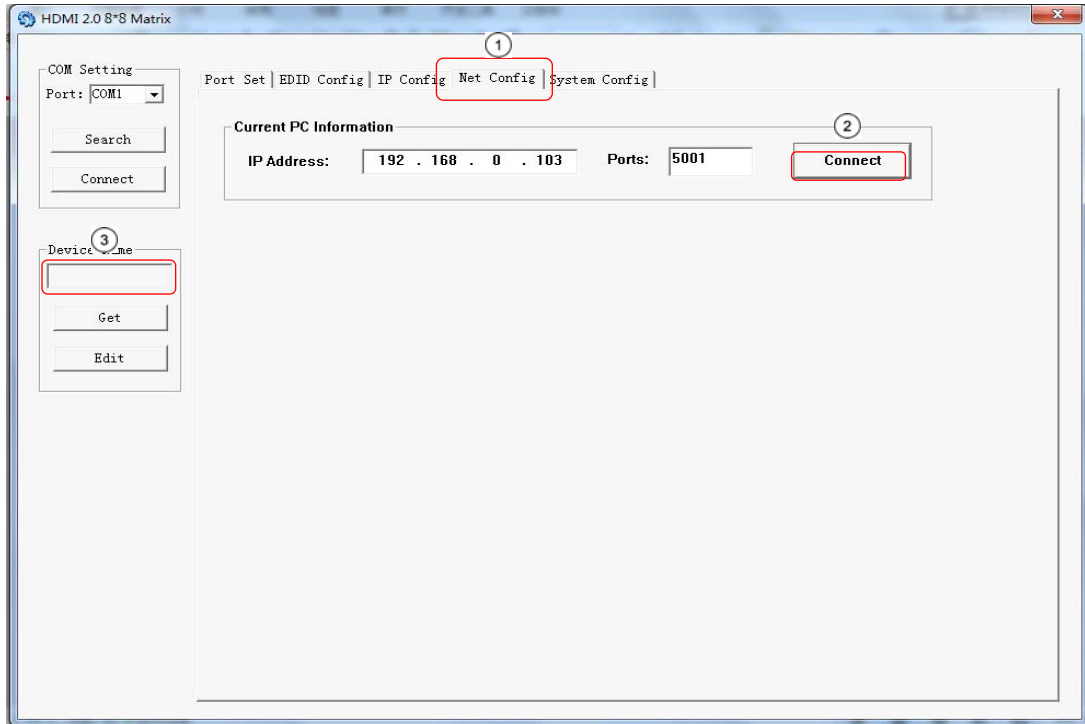 HDMI 2.0 8*8 Matrix
1
COM Setting
Port: COM1
Search
Connect
Port Set EDID Config IP Config Net Config System Config
Current PC Information
2
IP Address: 192 . 168 . 0 . 103 Ports: 5001 Connect
3
Device
Get
Edit